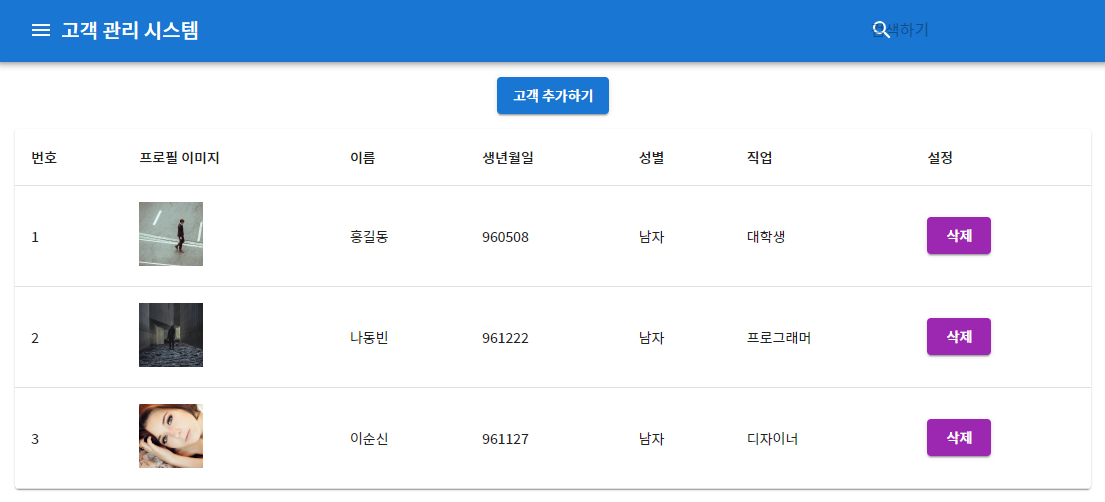 고객 관리 시스템
검색하기
고객 추가하기
번호 프로필 이미지 이름 생년월일 성별 직업 설정
1 홍길동 960508 남자 대학생 삭제
2 나동빈 961222 남자 프로그래머 삭제
3 이순신 961127 남자 디자이너 삭제